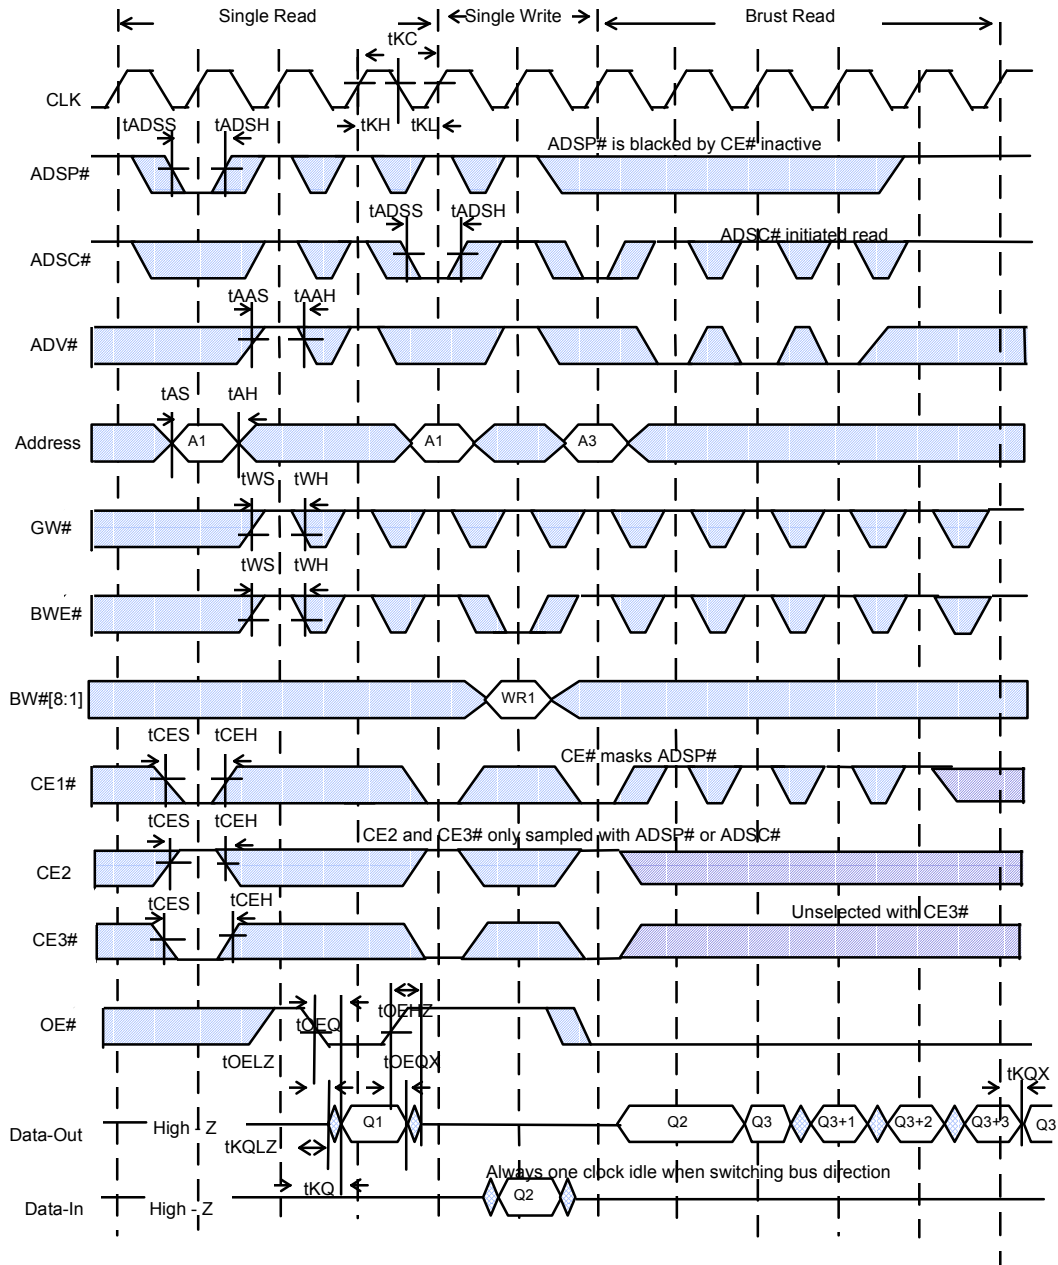 Single Read
Single Write
Brust Read
tKC
CLK
tADSS
tADSH
tKH
tKL
ADSP# is blacked by CE# inactive
ADSP#
tADSS
tADSH
ADSC# initiated read
ADSC#
tAAS
tAAH
ADV#
tAS
tAH
Address
A1
A1
A3
tWS
tWH
GW#
tWS
tWH
BWE#
BW#[8:1]
WR1
tCES
tCEH
CE# masks ADSP#
CE1#
tCES
tCEH
CE2 and CE3# only sampled with ADSP# or ADSC#
CE2
tCES
tCEH
Unselected with CE3#
CE3#
tOEHZ
OE#
tOEQ
tOELZ
tOEQX
tKQX
Data-Out
High - Z
Q1
Q2
Q3
Q3+1
Q3+2
Q3+3
Q3
tKQLZ
Always one clock idle when switching bus direction
tKQ
Q2
Data-In
High - Z